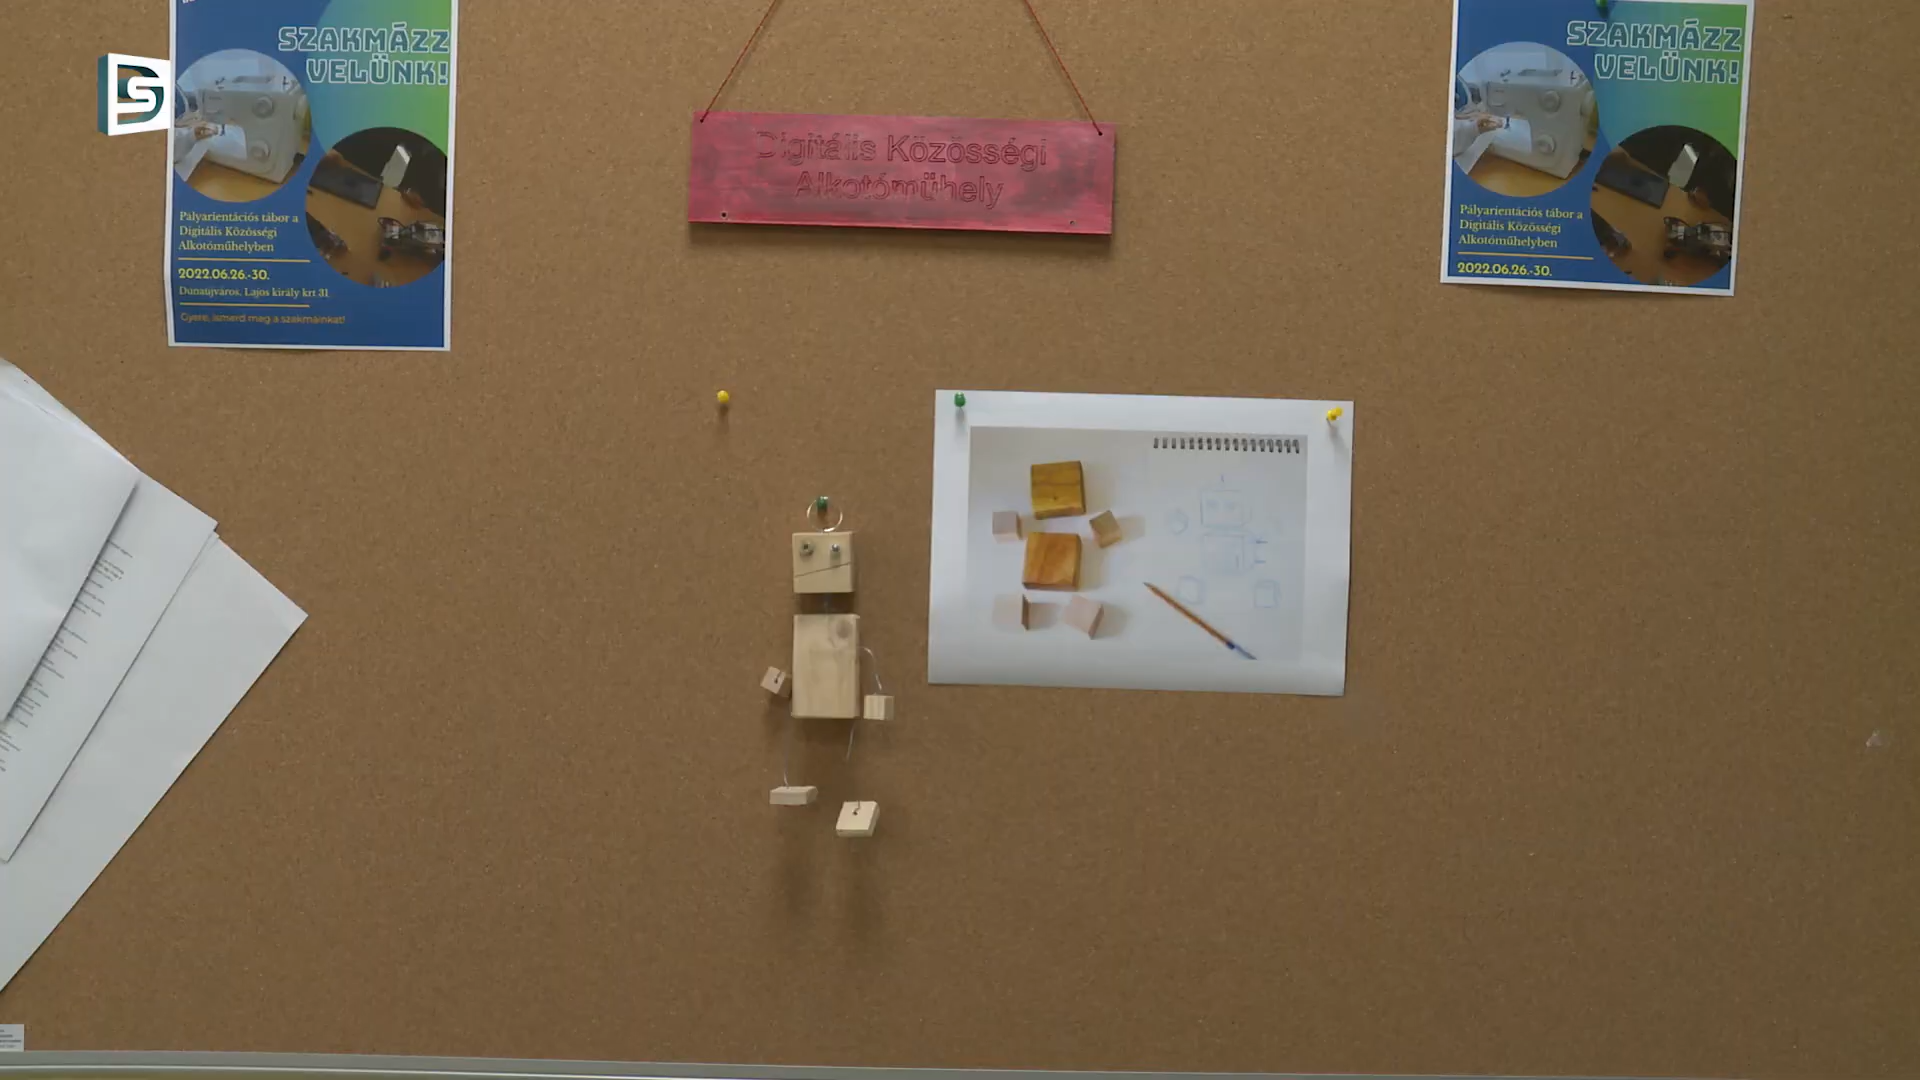 SZAKMÁZZ
VELÜNK!
Pályaorientációs tábor a
Digitális Közösségi
Alkotóműhelyben
2022.06.26.-30.
Dunaújváros, Lajos király krt 31
Gyere, ismerd meg a szakmáinkat!
Digitális Közösségi
Alkotóműhely
SZAKMÁZZ
VELÜNK!
Pályaorientációs tábor a
Digitális Közösségi
Alkotóműhelyben
2022.06.26.-30.